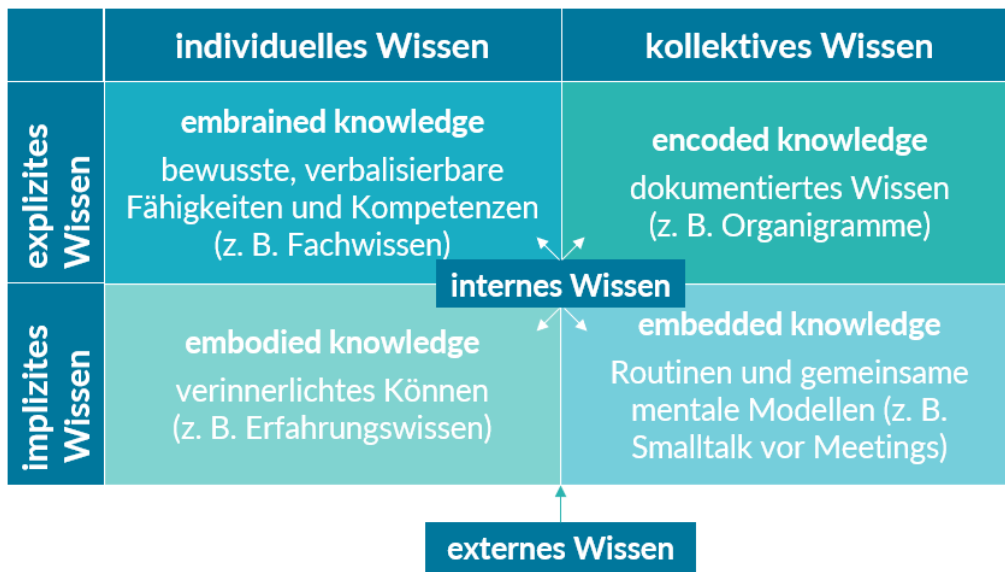 individuelles Wissen
kollektives Wissen
explizites
Wissen
embrained knowledge
bewusste, verbalisierbare
Fähigkeiten und Kompetenzen
(z. B. Fachwissen)
encoded knowledge
dokumentiertes Wissen
(z. B. Organigramme)
internes Wissen
implizites
Wissen
embodied knowledge
verinnerlichtes Können
(z. B. Erfahrungswissen)
embedded knowledge
Routinen und gemeinsame
mentale Modellen (z. B.
Smalltalk vor Meetings)
externes Wissen